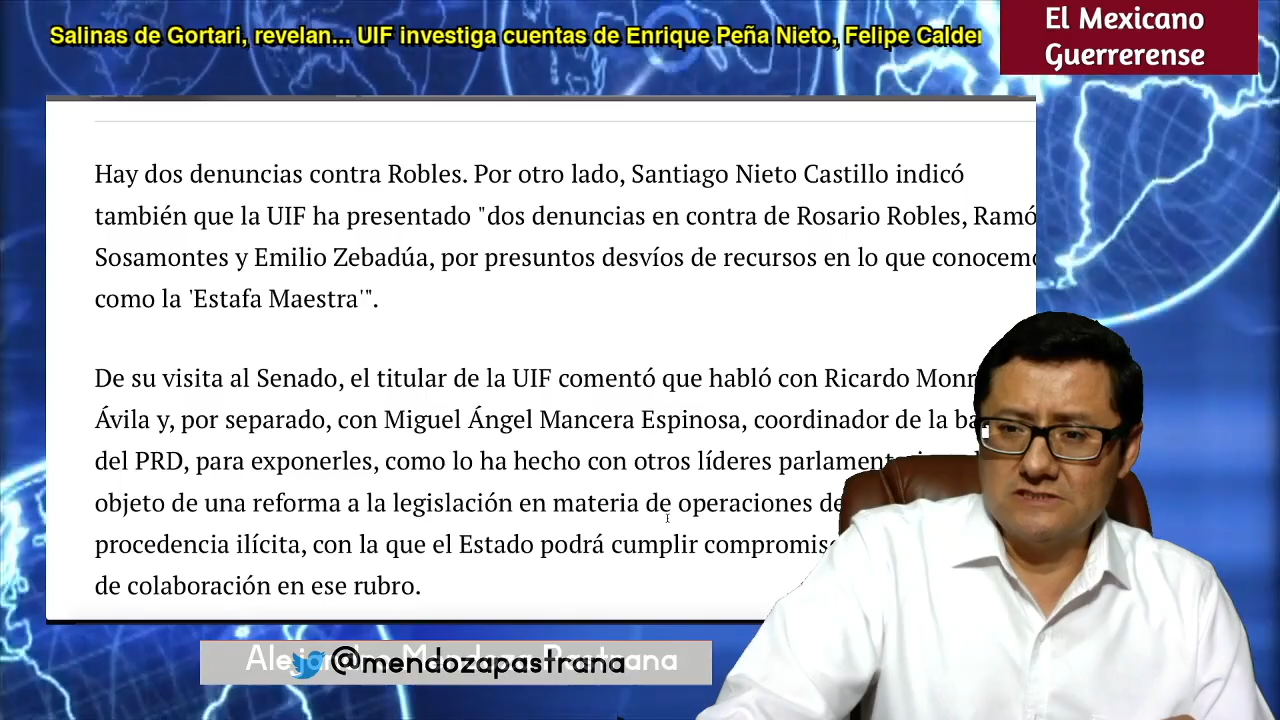 Salinas de Gortari, revelan... UIF investiga cuentas de Enrique Peña Nieto, Felipe Calder
El Mexicano
Guerrerense
Hay dos denuncias contra Robles. Por otro lado, Santiago Nieto Castillo indicó
también que la UIF ha presentado "dos denuncias en contra de Rosario Robles, Ramó
Sosamontes y Emilio Zebadúa, por presuntos desvíos de recursos en lo que conocemo
como la 'Estafa Maestra'".
De su visita al Senado, el titular de la UIF comentó que habló con Ricardo Monr
Ávila y, por separado, con Miguel Ángel Mancera Espinosa, coordinador de la ba
del PRD, para exponerles, como lo ha hecho con otros líderes
objeto de una reforma a la legislación en materia de operaciones de
procedencia ilícita, con la que el Estado podrá cumplir
de colaboración en ese rubro.
Alejandro Mendoza Pastrana
@mendozapastrana